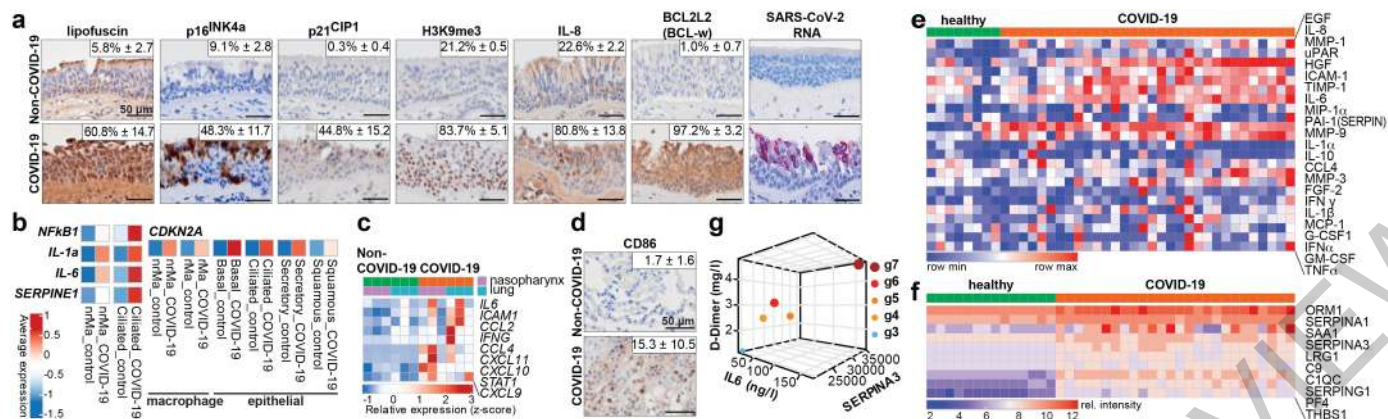 a
lipofuscin
p16INK4a
p21CIP1
H3K9me3
IL-8
BCL2L2
(BCL-w)
SARS-CoV-2
RNA
Non-COVID-19
5.8% ± 2.7
9.1% ± 2.8
0.3% ± 0.4
21.2% ± 0.5
22.6% ± 2.2
1.0% ± 0.7
50 µm
COVID-19
60.8% ± 14.7
48.3% ± 11.7
44.8% ± 15.2
83.7% ± 5.1
80.8% ± 13.8
97.2% ± 3.2
b
NFkB1
IL-1a
IL-6
SERPINE1
CDKN2A
Average expression
1
0.5
0
-0.5
-1
-1.5
nrMa_control
nrMa_COVID-19
Ciliated_control
Ciliated_COVID-19
nrMa_control
nrMa_COVID-19
rMa_control
rMa_COVID-19
Basal_control
Basal_COVID-19
Ciliated_control
Ciliated_COVID-19
Secretory_control
Secretory_COVID-19
Squamous_control
Squamous_COVID-19
macrophage
epithelial
c
Non-
COVID-19 COVID-19
nasopharynx
lung
IL6
ICAM1
CCL2
IFNG
CCL4
CXCL11
CXCL10
STAT1
CXCL9
-1 0 1 2 3
Relative expression (z-score)
d
CD86
Non-COVID-19
1.7 ± 1.6
50 µm
COVID-19
15.3 ± 10.5
g
D-Dimer (mg/l)
4
3
2
50
100
150
IL6 (ng/l)
25000
35000
SERPINA3
g7
g6
g5
g4
g3
e
healthy
COVID-19
EGF
IL-8
MMP-1
uPAR
HGF
ICAM-1
TIMP-1
IL-6
MIP-1α
PAI-1(SERPIN)
MMP-9
IL-1α
IL-10
CCL4
MMP-3
FGF-2
IFN γ
IL-1β
MCP-1
G-CSF1
IFNα
GM-CSF
TNFα
row min
row max
f
healthy
COVID-19
ORM1
SERPINA1
SAA1
SERPINA3
LRG1
C9
C1QC
SERPING1
PF4
THBS1
2 4 6 8 10 12 rel. intensity
VIEW